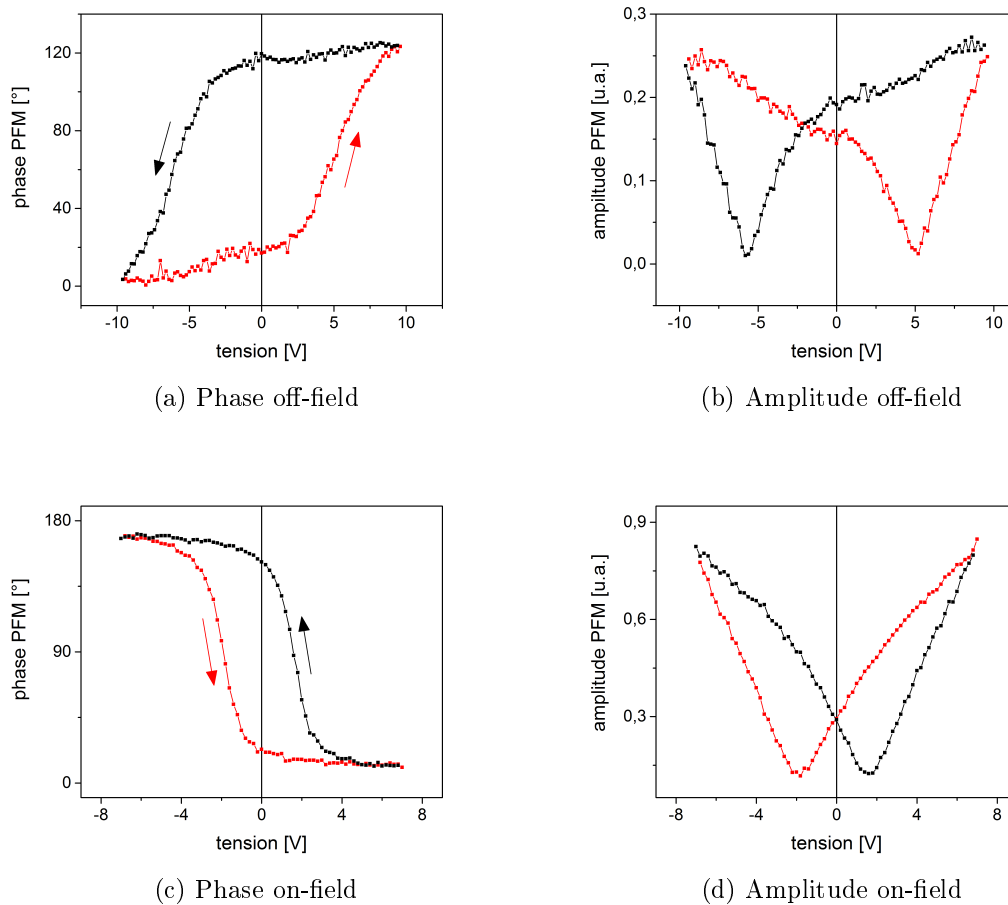 120
80
40
0
phase PFM [°]
-10 -5 0 5 10
tension [V]
(a) Phase off-field
0,3
0,2
0,1
0,0
amplitude PFM [u.a.]
-10 -5 0 5 10
tension [V]
(b) Amplitude off-field
180
90
0
phase PFM [°]
-8 -4 0 4 8
tension [V]
(c) Phase on-field
0,9
0,6
0,3
amplitude PFM [u.a.]
-8 -4 0 4 8
tension [V]
(d) Amplitude on-field